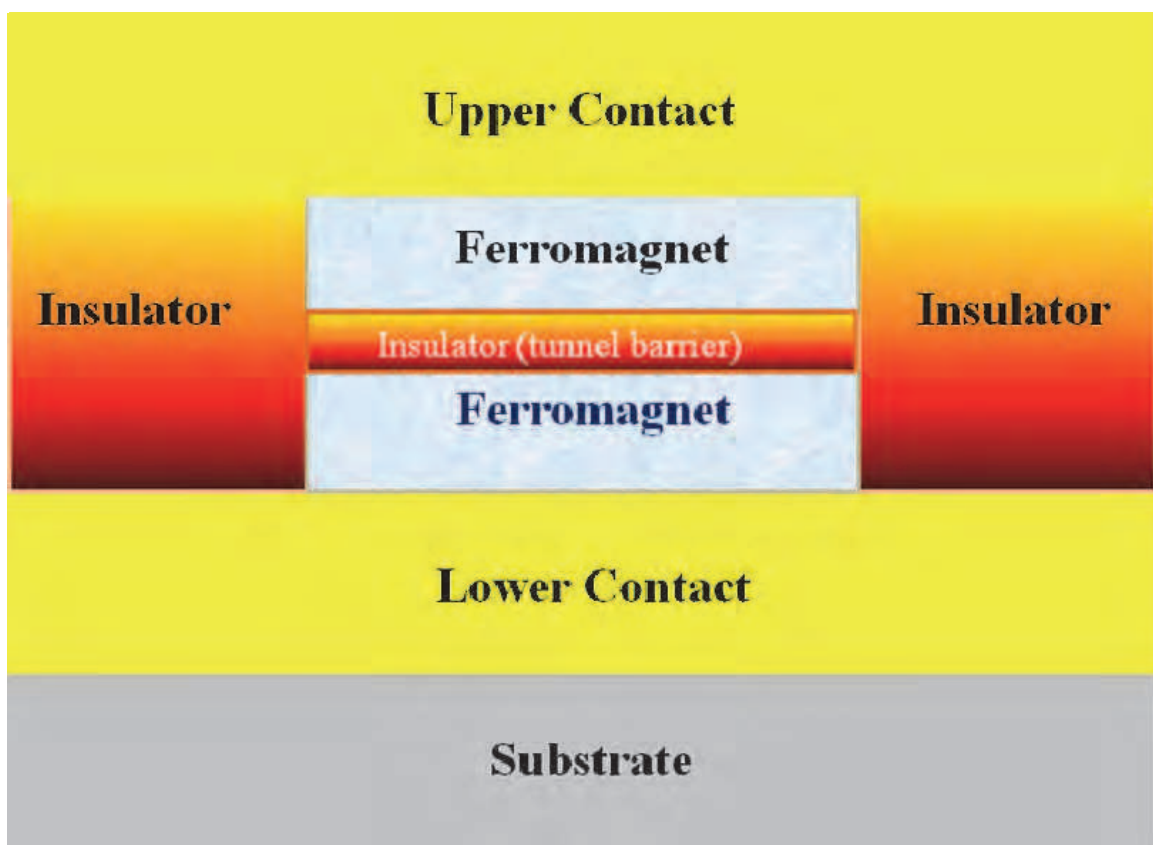 Upper Contact
Ferromagnet
Insulator
Insulator
Insulator (tunnel barrier)
Ferromagnet
Lower Contact
Substrate